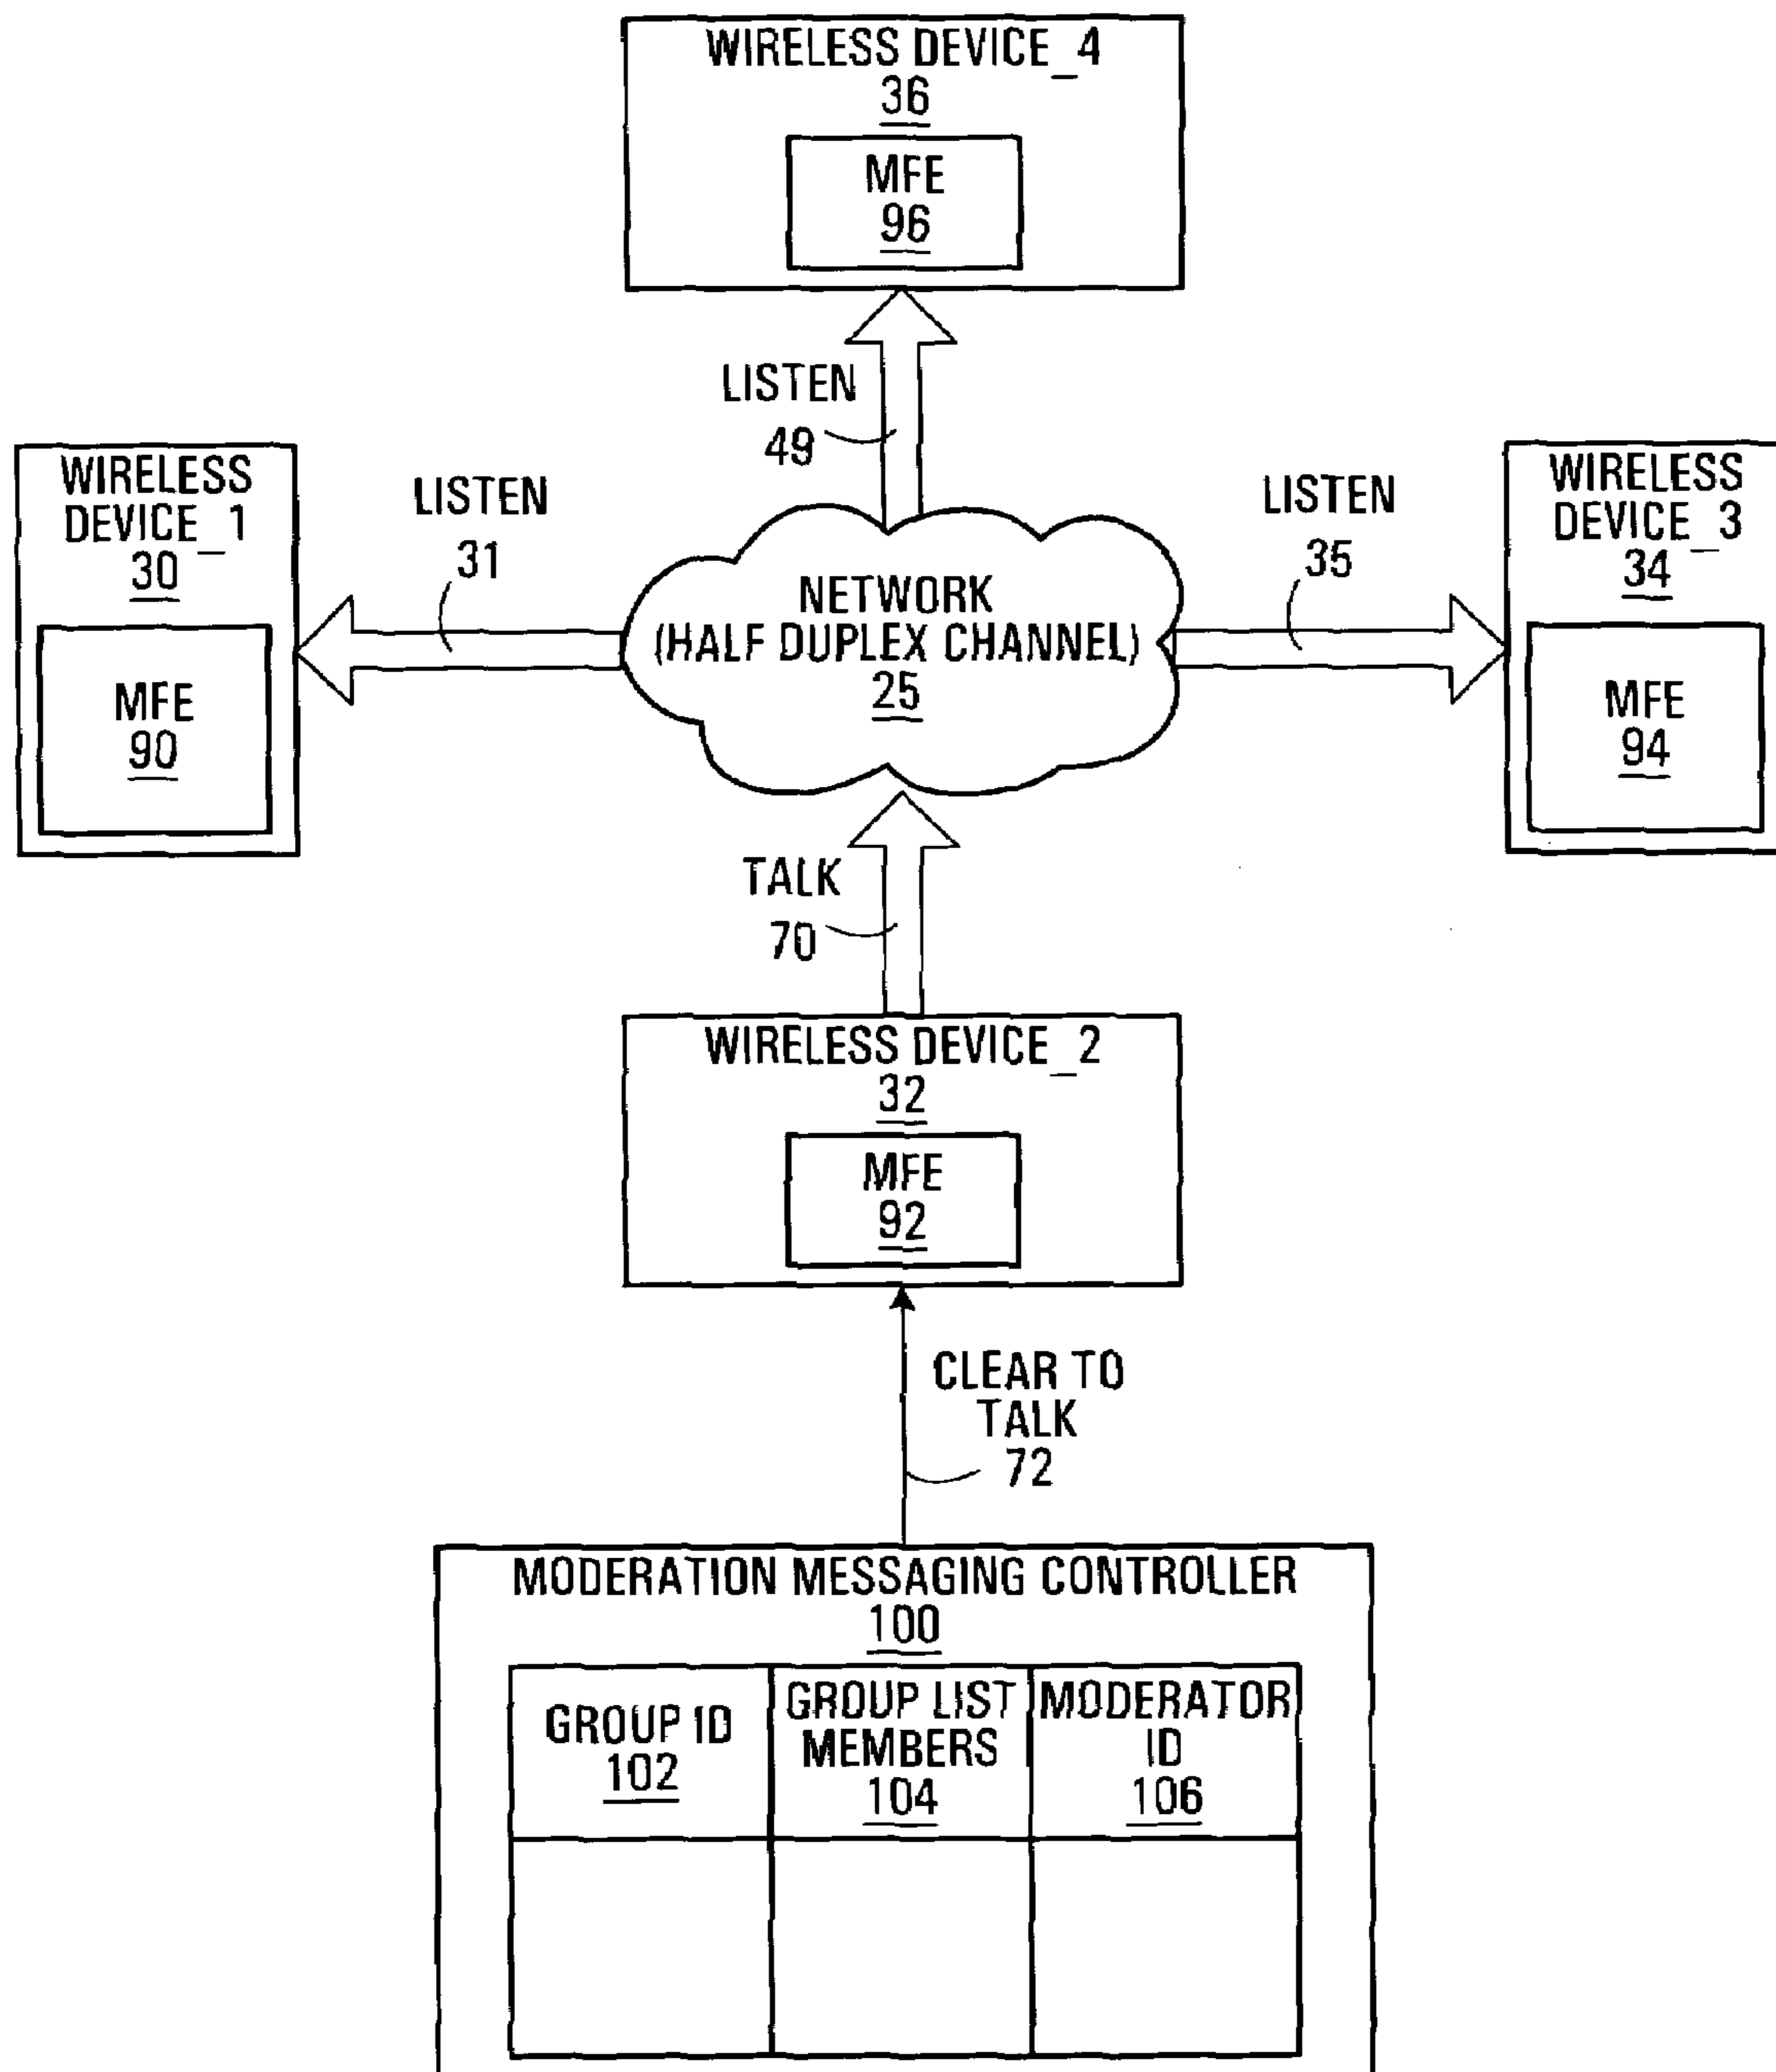 WIRELESS DEVICE_4
36
MFE
96
LISTEN
49
WIRELESS
DEVICE_1
30
MFE
90
LISTEN
31
NETWORK
(HALF DUPLEX CHANNEL)
25
LISTEN
35
WIRELESS
DEVICE_3
34
MFE
94
TALK
70
WIRELESS DEVICE_2
32
MFE
92
CLEAR TO
TALK
72
MODERATION MESSAGING CONTROLLER
100
GROUP ID
102
GROUP LIST
MEMBERS
104
MODERATOR
ID
106